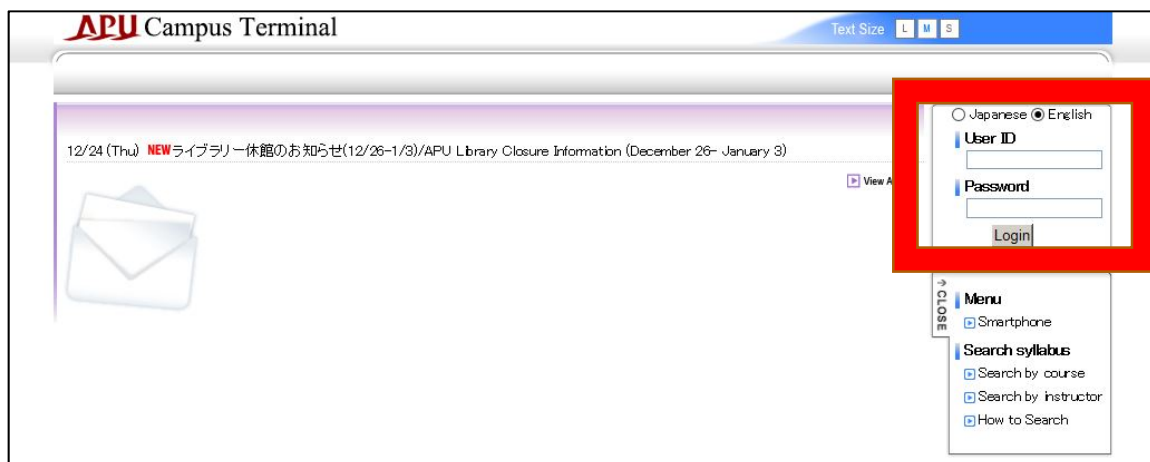 APU Campus Terminal
Text Size L M S
Japanese English
User ID
Password
Login
12/24 (Thu) NEWライブラリー休館のお知らせ(12/26-1/3)/APU Library Closure Information (December 26- January 3)
View A
CLOSE
Menu
Smartphone
Search syllabus
Search by course
Search by instructor
How to Search